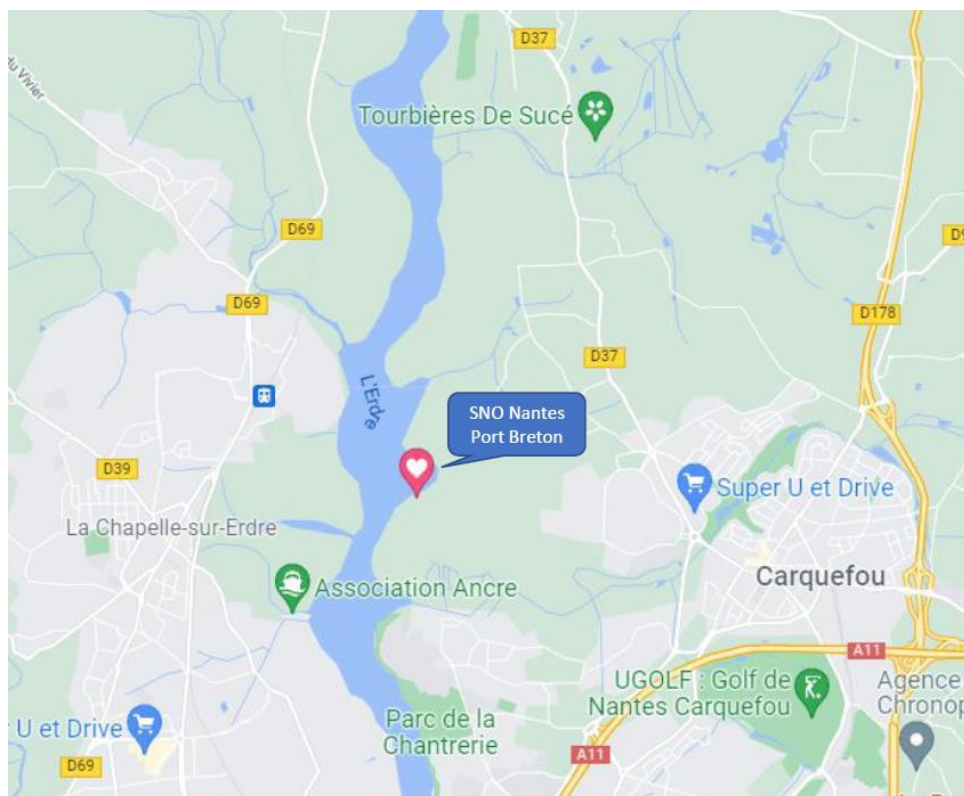 D37
du Vivier
Tourbières De Sucé
D69
D69
D178
D37
L'Erdre
SNO Nantes
Port Breton
D39
Super U et Drive
La Chapelle-sur-Erdre
Carquefou
Association Ancre
A11
UGOLF : Golf de
Nantes Carquefou
Agence
Chronop
Parc de la
Chantrerie
r U et Drive
A11
D69